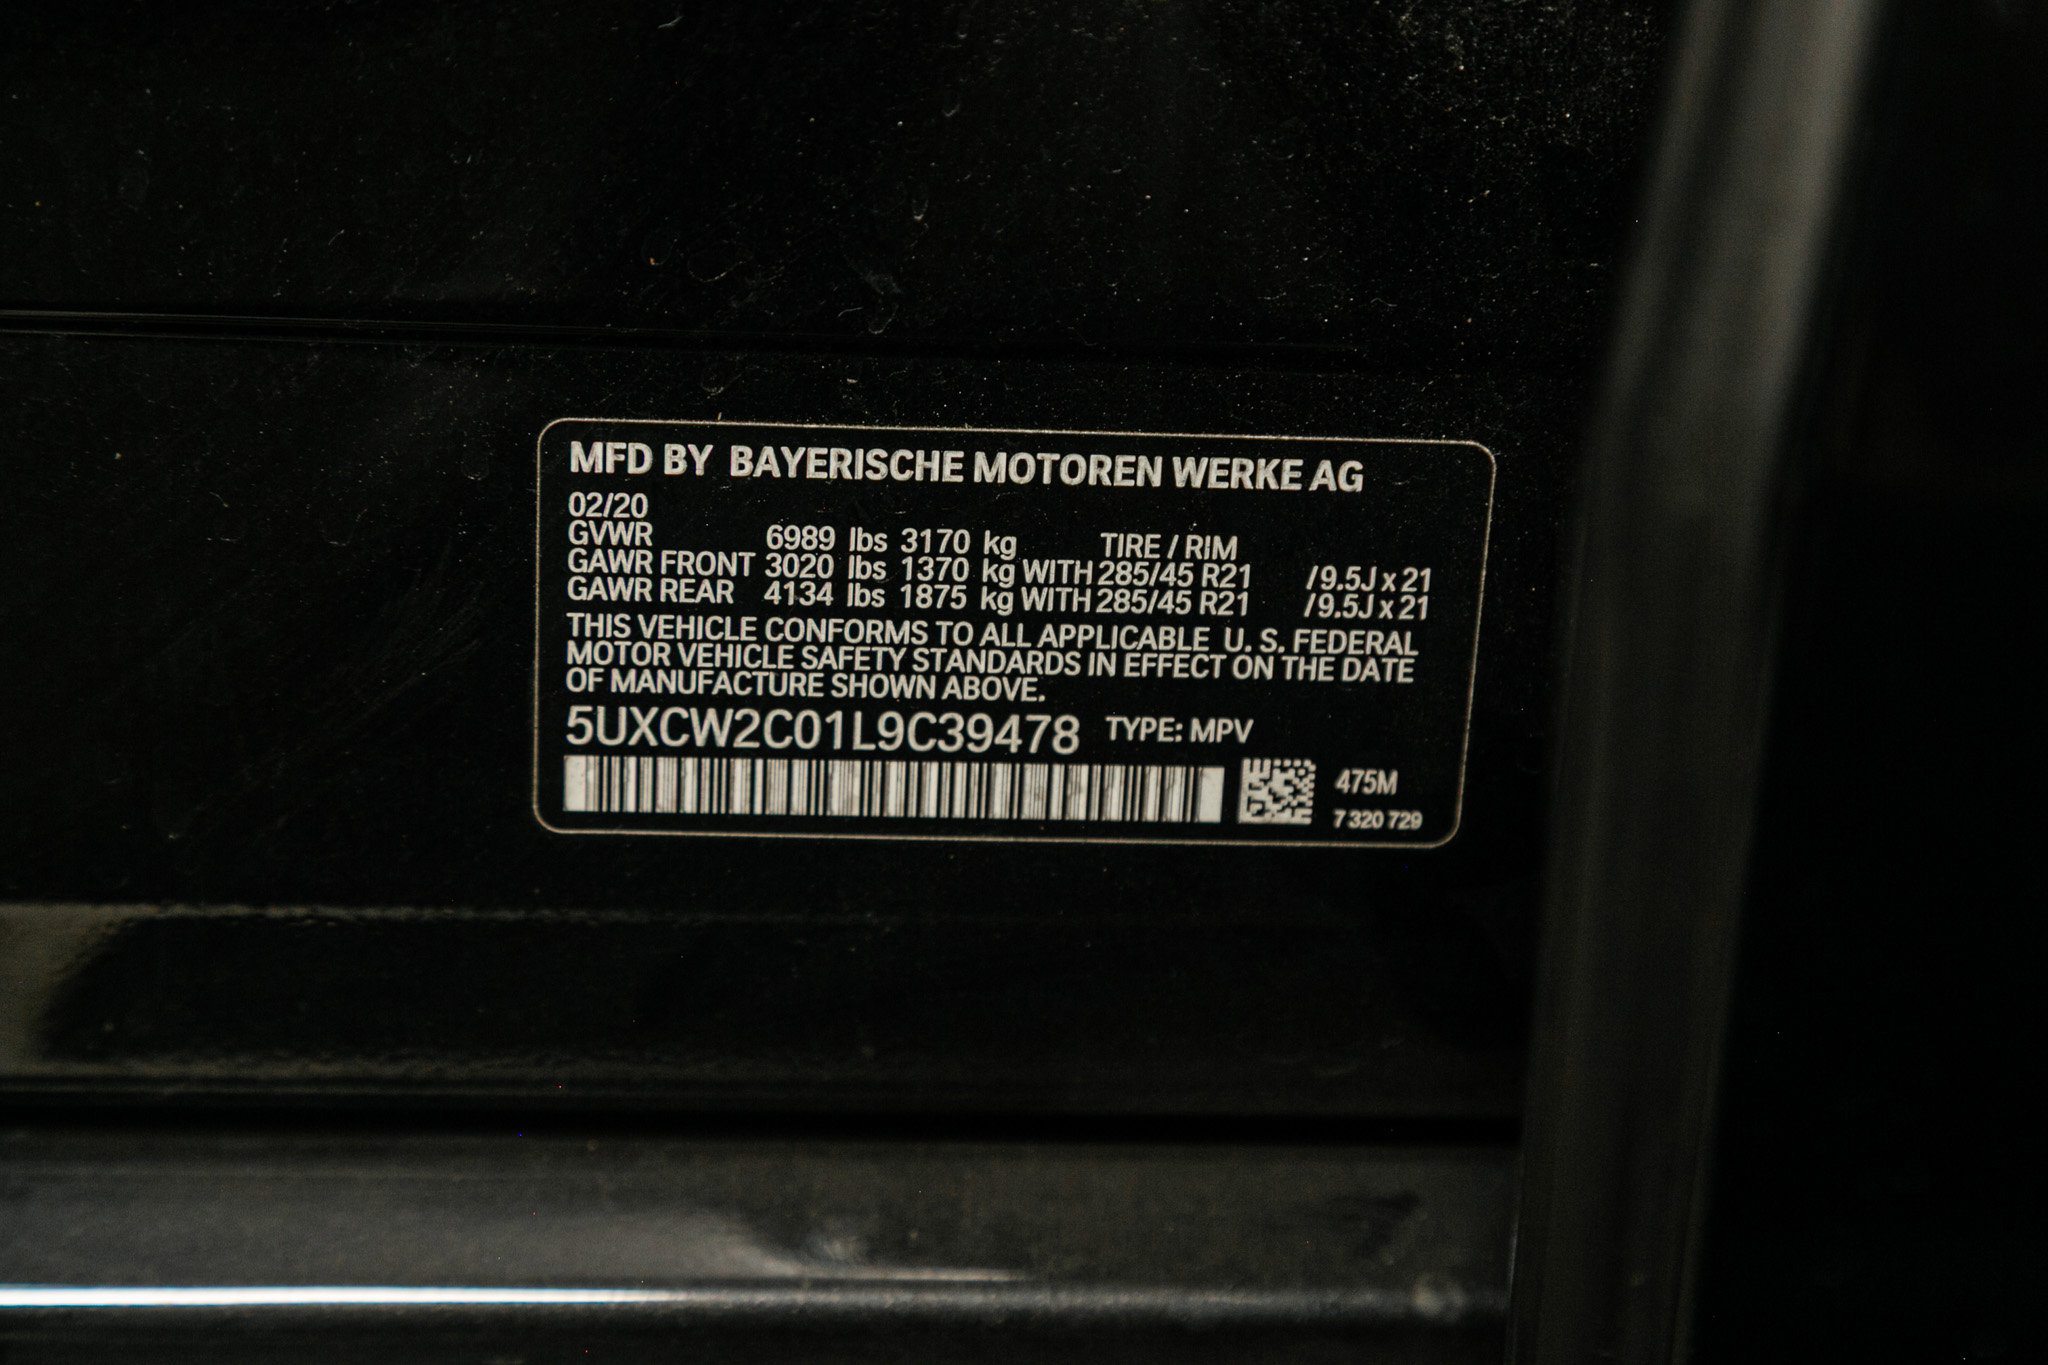 MFD BY BAYERISCHE MOTOREN WERKE AG
02/20
GVWR 6989 lbs 3170 kg TIRE / RIM
GAWR FRONT 3020 lbs 1370 kg WITH 285/45 R21 /9.5J x 21
GAWR REAR 4134 lbs 1875 kg WITH 285/45 R21 /9.5J x 21
THIS VEHICLE CONFORMS TO ALL APPLICABLE U. S. FEDERAL
MOTOR VEHICLE SAFETY STANDARDS IN EFFECT ON THE DATE
OF MANUFACTURE SHOWN ABOVE.
5UXCW2C01L9C39478 TYPE: MPV
475M
7 320 729